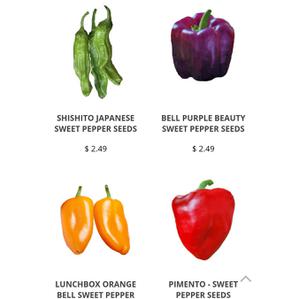 SHISHITO JAPANESE
SWEET PEPPER SEEDS
$ 2.49
BELL PURPLE BEAUTY
SWEET PEPPER SEEDS
$ 2.49
LUNCHBOX ORANGE
BELL SWEET PEPPER
PIMENTO - SWEET
PEPPER SEEDS